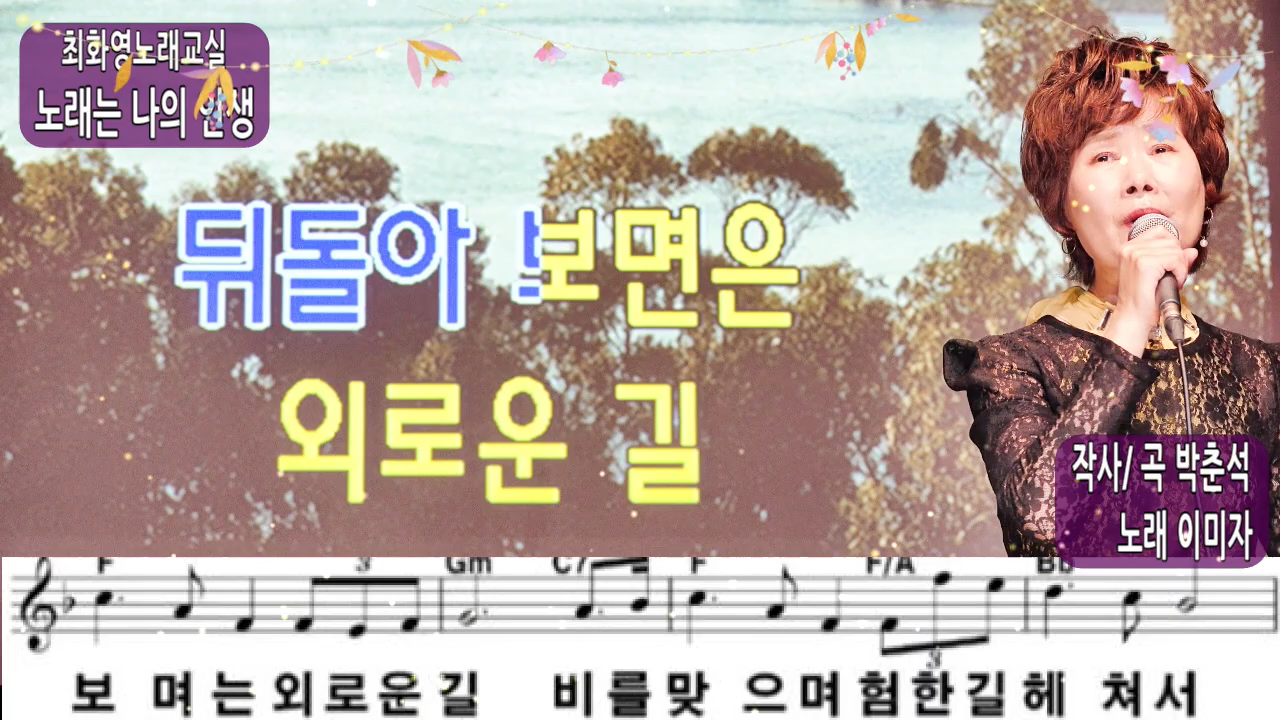 최화영노래교실
노래는 나의 인생
뒤돌아 보면은
외로운 길
작사/ 곡 박춘석
노래 이미자
F 3 Gm C7 F F/A Bb
3
보 며 는 외 로 운 길 비 를 맞 으 며 험 한 길 헤 쳐 서